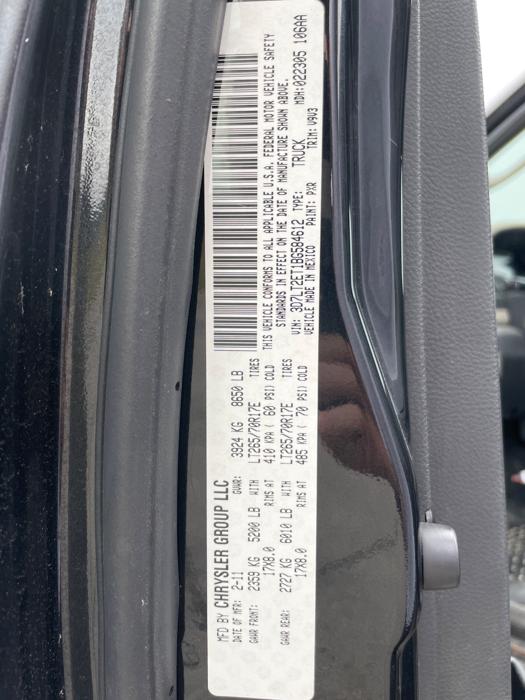 MFD BY CHRYSLER GROUP LLC
DATE OF MFR: 2-11 GVWR: 3924 KG 8650 LB
GAWR FRONT: 2359 KG 5200 LB WITH LT265/70R17E TIRES
17X8.0 RIMS AT 410 KPA ( 60 PSI) COLD
GAWR REAR: 2727 KG 6010 LB WITH LT265/70R17E TIRES
17X8.0 RIMS AT 485 KPA ( 70 PSI) COLD
THIS VEHICLE CONFORMS TO ALL APPLICABLE U.S.A. FEDERAL MOTOR VEHICLE SAFETY
STANDARDS IN EFFECT ON THE DATE OF MANUFACTURE SHOWN ABOVE.
VIN: 3D7LT2ET1BG584612 TYPE: TRUCK MDH:022305 106AA
VEHICLE MADE IN MEXICO PAINT: PXR TRIM: V9V3